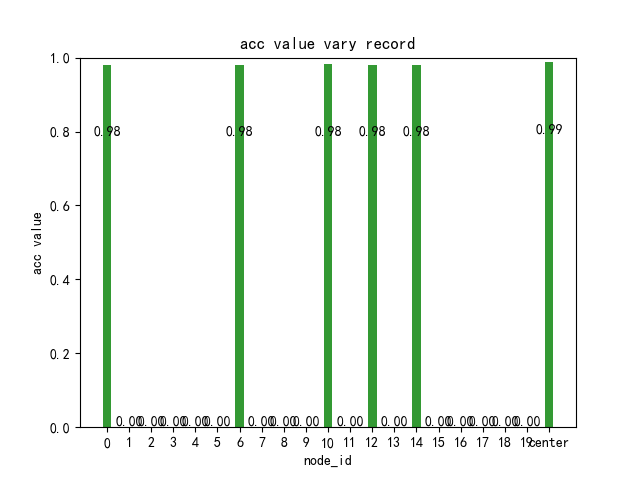 acc value vary record
acc value
1.0
0.8
0.6
0.4
0.2
0.0
0.98 0.98 0.98 0.98 0.98 0.99
0.00 0.00 0.00 0.00 0.00 0.00 0.00 0.00 0.00 0.00 0.00 0.00 0.00 0.00 0.00
0 1 2 3 4 5 6 7 8 9 10 11 12 13 14 15 16 17 18 19 center
node_id